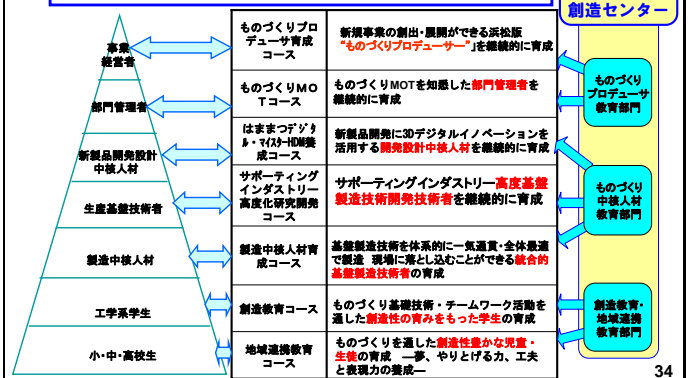 創造センター
事業
経営者
ものづくりプロ
デューサ育成
コース
新規事業の創出・展開ができる浜松版
“ものづくりプロデューサー”」を継続的に育成
部門管理者
ものづくりMO
Tコース
ものづくりMOTを知悉した部門管理者を
継続的に育成
ものづくり
プロデューサ
教育部門
新製品開発設計
中核人材
はままつデジタ
ル・マイスターHDM養
成コース
新製品開発に3Dデジタルイノベーションを
活用する開発設計中核人材を継続的に育成
生産基盤技術者
サポーティング
インダストリー
高度化研究開発
コース
サポーティングインダストリー高度基盤
製造技術開発技術者を継続的に育成
ものづくり
中核人材
教育部門
製造中核人材
製造中核人材育
成コース
基盤製造技術を体系的に一気通貫・全体最適
で製造 現場に落とし込むことができる統合的
基盤製造技術者の育成
工学系学生
創造教育コース
ものづくり基礎技術・チームワーク活動を
通した創造性の育みをもった学生の育成
創造教育・
地域連携
教育部門
小・中・高校生
地域連携教育
コース
ものづくりを通した創造性豊かな児童・
生徒の育成 ―夢、やりとげる力、工夫
と表現力の養成―
34